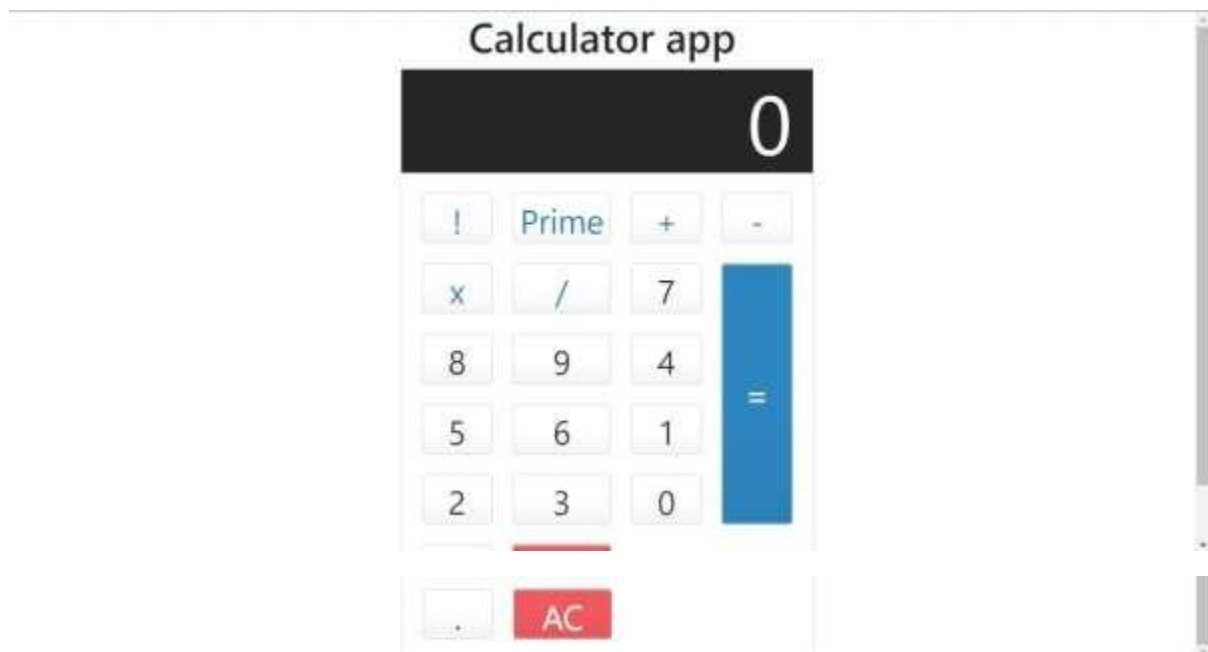 Calculator app
0
! Prime + -
x / 7
8 9 4
=
5 6 1
2 3 0
. AC